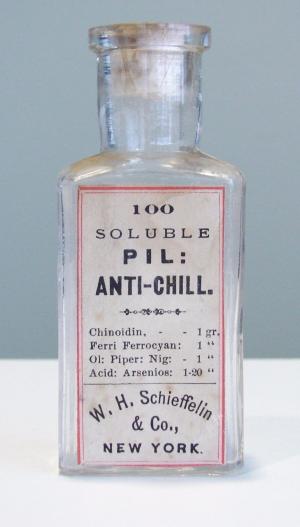 100
SOLUBLE
PIL:
ANTI-CHILL.
Chinoidin, - - 1 gr.
Ferri Ferrocyan: 1 "
Ol: Piper: Nig: - 1 "
Acid: Arsenios: 1-20 "
W. H. Schieffelin
& Co.,
NEW YORK.